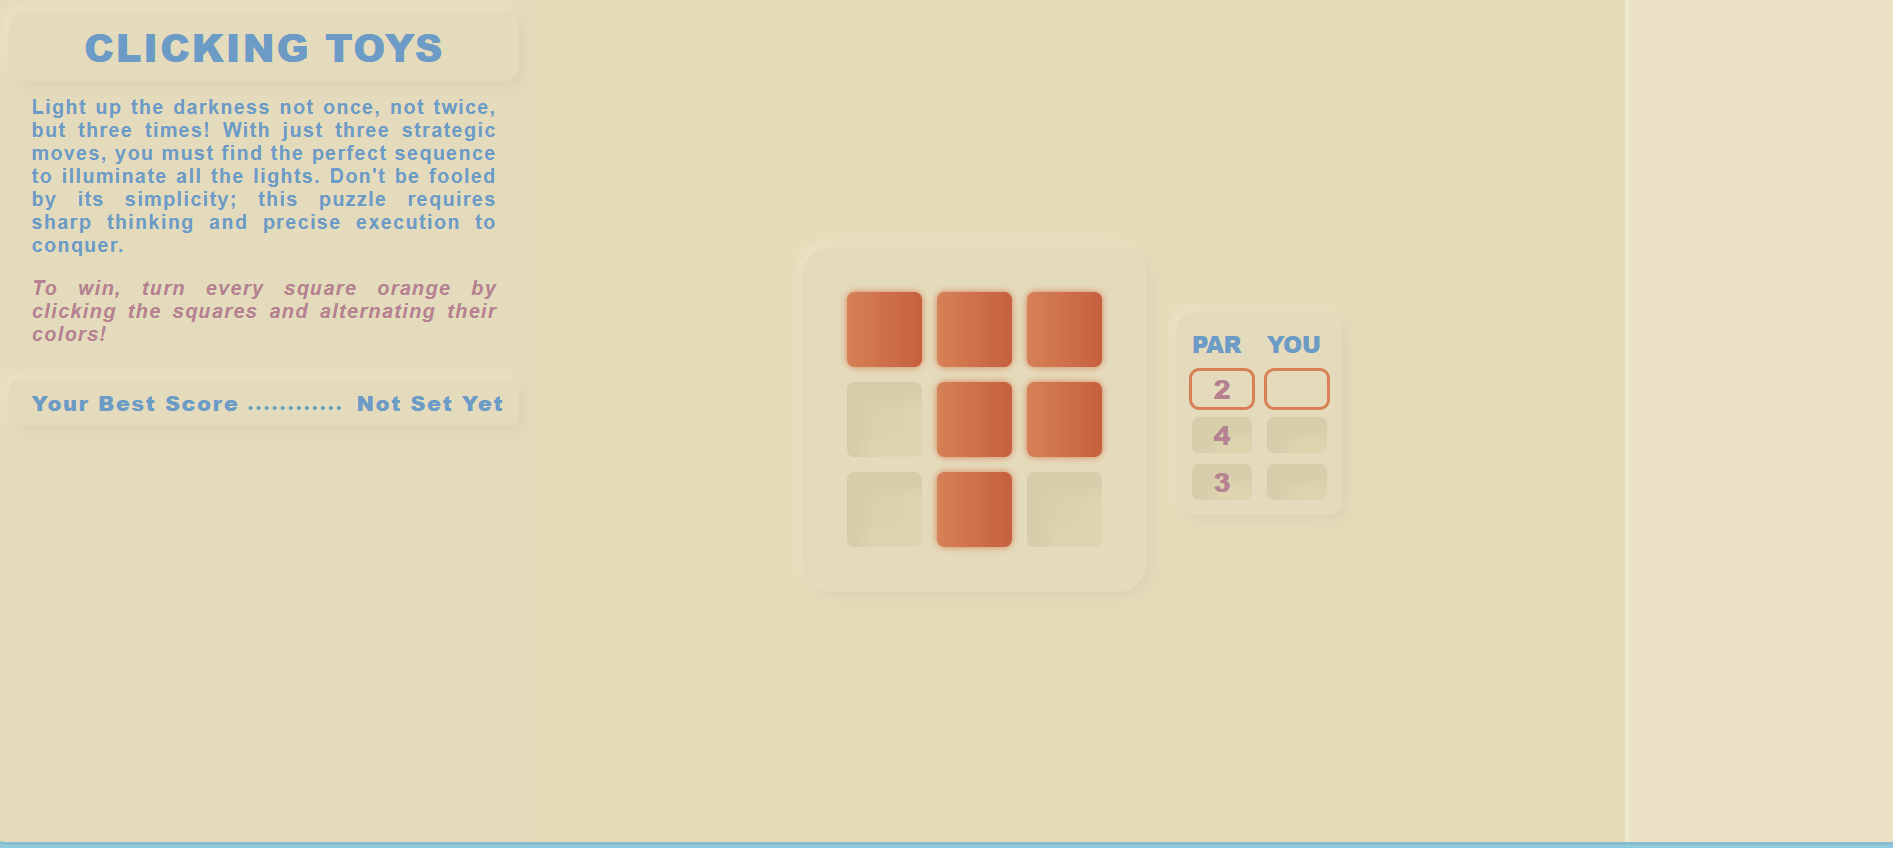 CLICKING TOYS
Light up the darkness not once, not twice,
but three times! With just three strategic
moves, you must find the perfect sequence
to illuminate all the lights. Don't be fooled
by its simplicity; this puzzle requires
sharp thinking and precise execution to
conquer.
To win, turn every square orange by
clicking the squares and alternating their
colors!
Your Best Score ............ Not Set Yet
PAR YOU
2
4
3